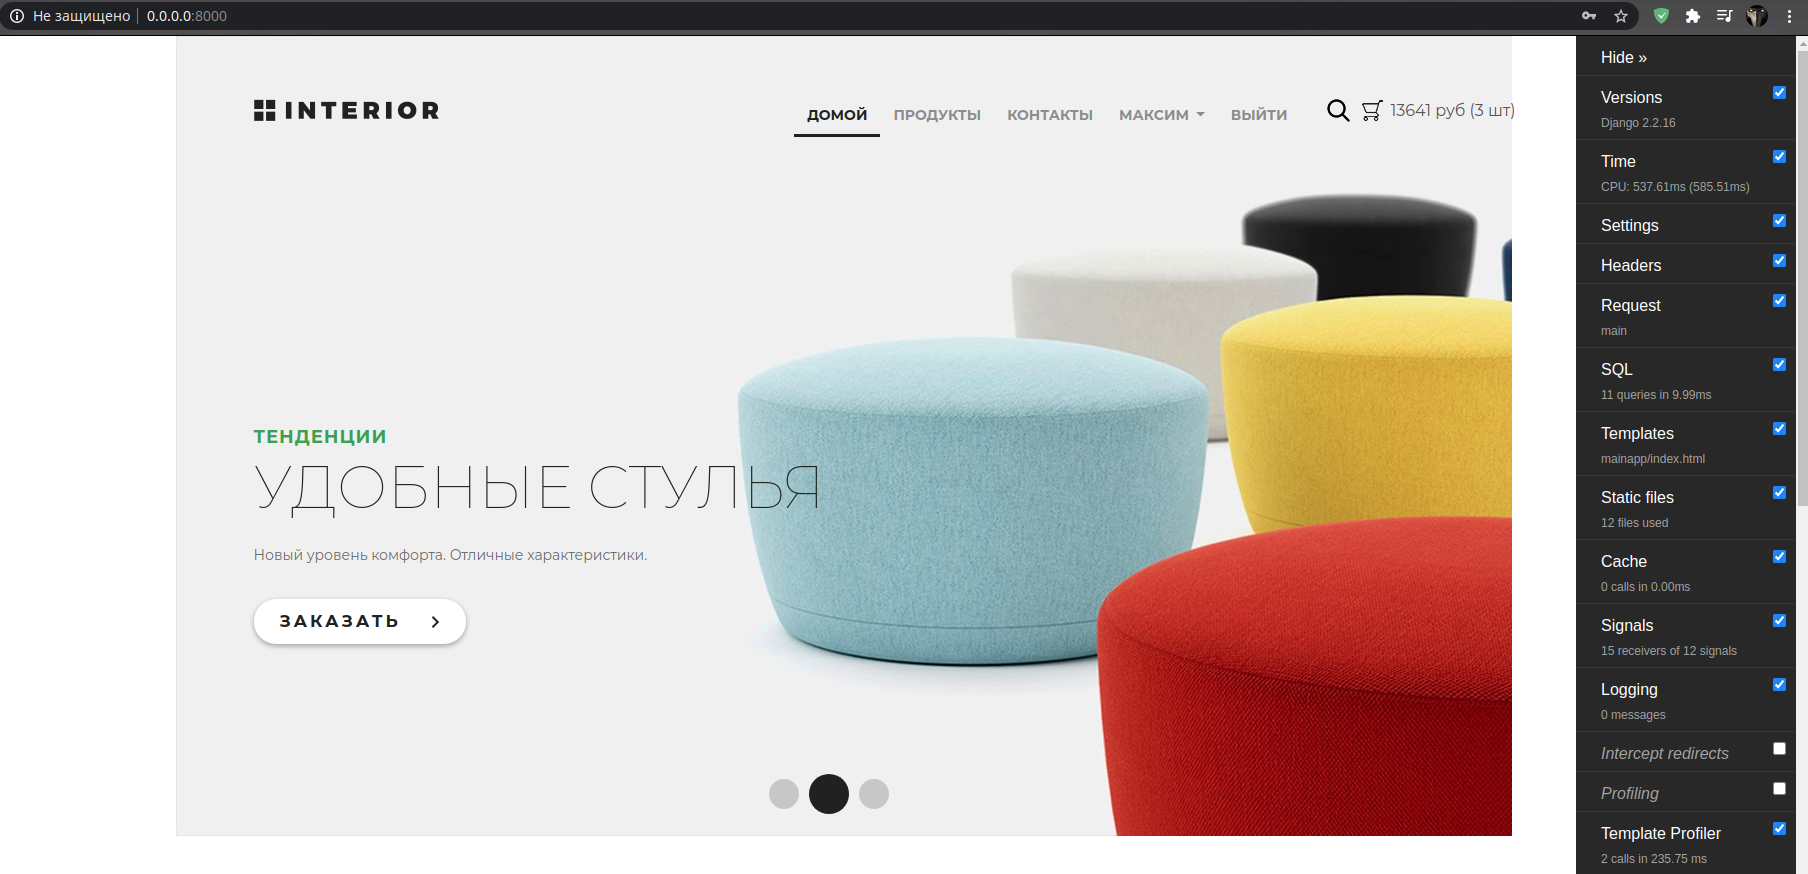 Не защищено | 0.0.0.0:8000
INTERIOR
ДОМОЙ ПРОДУКТЫ КОНТАКТЫ МАКСИМ ВЫЙТИ 13641 руб (3 шт)
ТЕНДЕНЦИИ
УДОБНЫЕ СТУЛЬЯ
Новый уровень комфорта. Отличные характеристики.
ЗАКАЗАТЬ
Hide »
Versions
Django 2.2.16
Time
CPU: 537.61ms (585.51ms)
Settings
Headers
Request
main
SQL
11 queries in 9.99ms
Templates
mainapp/index.html
Static files
12 files used
Cache
0 calls in 0.00ms
Signals
15 receivers of 12 signals
Logging
0 messages
Intercept redirects
Profiling
Template Profiler
2 calls in 235.75 ms